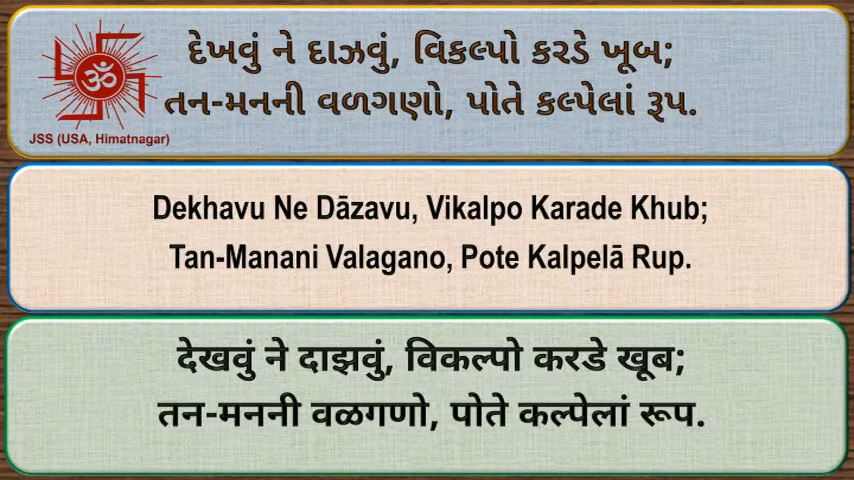 દેખવું ને દાઝવું, વિકલ્પો કરડે ખૂબ;
તન-મનની વળગણો, પોતે કલ્પેલાં રૂપ.
ૐ
JSS (USA, Himatnagar)
Dekhavu Ne Dāzavu, Vikalpo Karade Khub;
Tan-Manani Valagano, Pote Kalpelā Rup.
देखवुं ने दाझवुं, विकल्पो करडे खूब;
तन-मननी वळगणो, पोते कल्पेलां रूप.